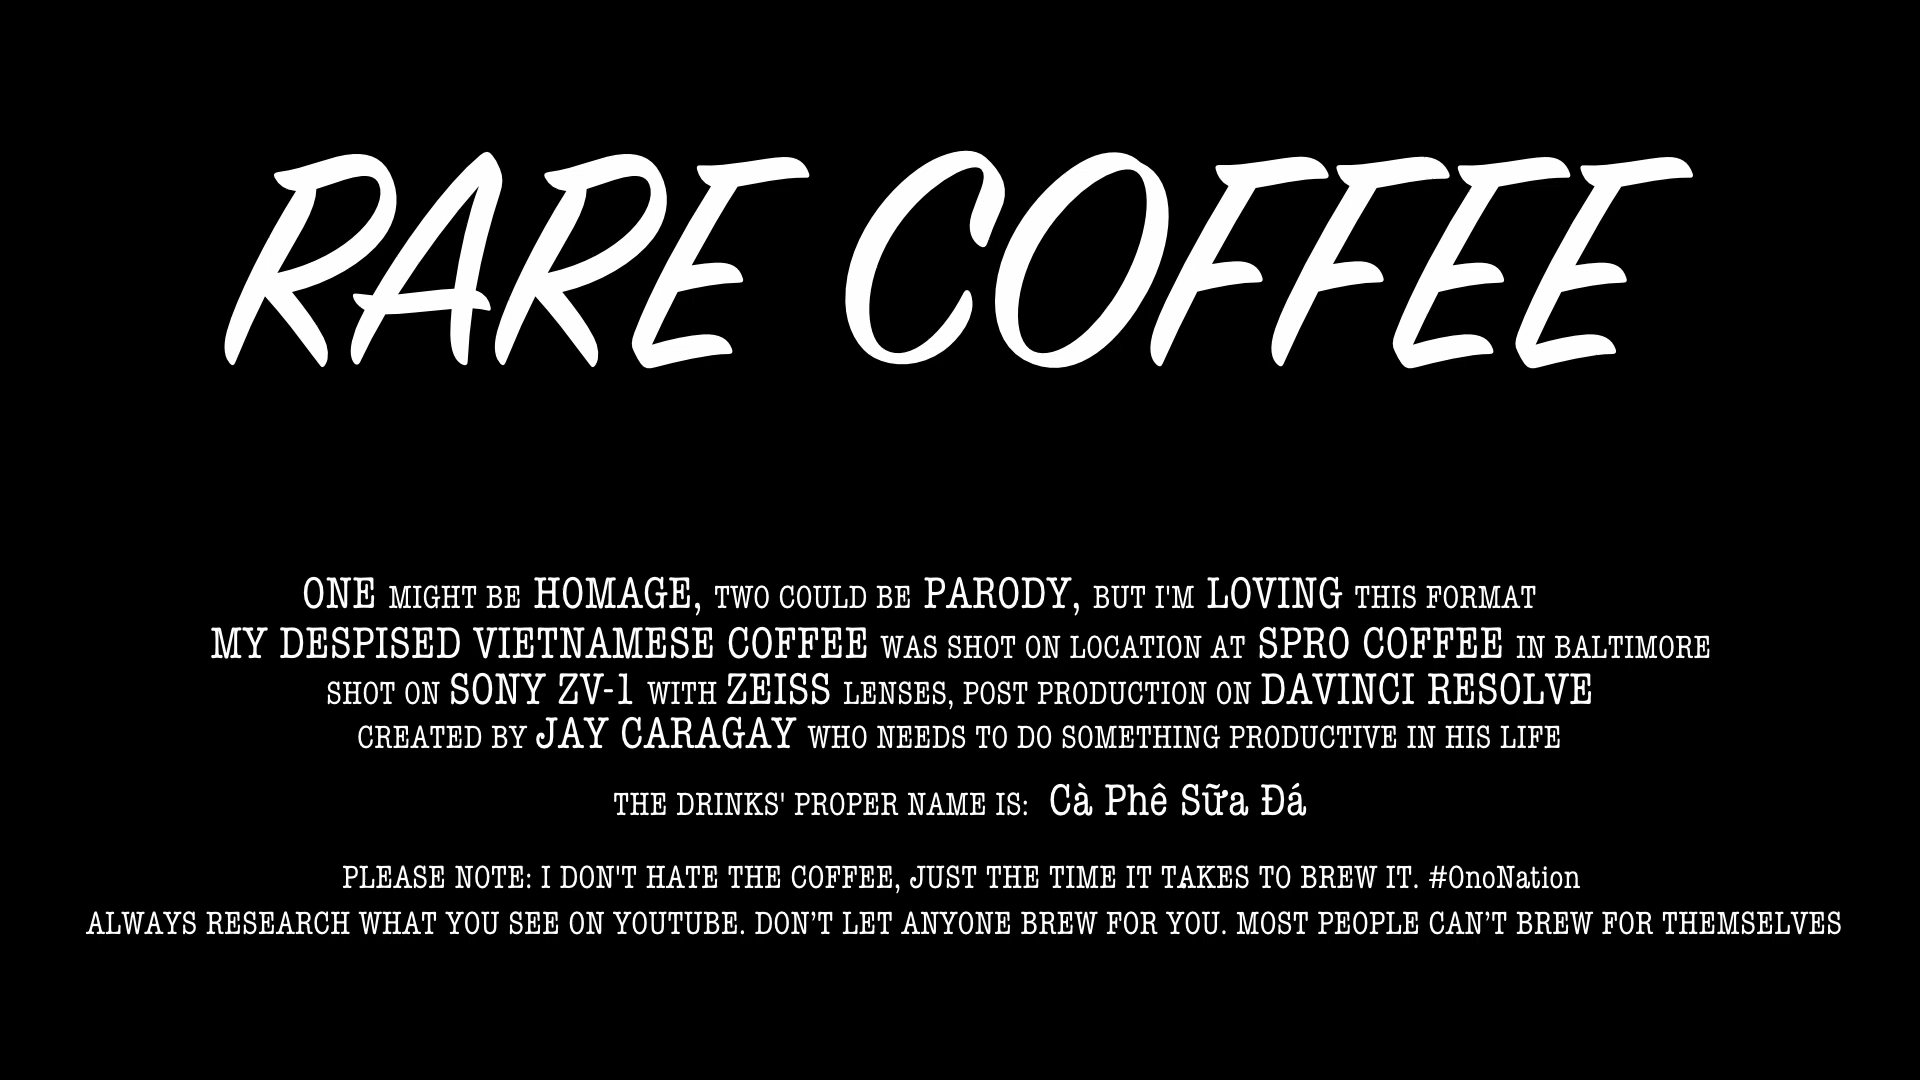 RARE COFFEE
ONE MIGHT BE HOMAGE, TWO COULD BE PARODY, BUT I'M LOVING THIS FORMAT
MY DESPISED VIETNAMESE COFFEE WAS SHOT ON LOCATION AT SPRO COFFEE IN BALTIMORE
SHOT ON SONY ZV-1 WITH ZEISS LENSES, POST PRODUCTION ON DAVINCI RESOLVE
CREATED BY JAY CARAGAY WHO NEEDS TO DO SOMETHING PRODUCTIVE IN HIS LIFE
THE DRINKS' PROPER NAME IS: Cà Phê Sữa Đá
PLEASE NOTE: I DON'T HATE THE COFFEE, JUST THE TIME IT TAKES TO BREW IT. #OnoNation
ALWAYS RESEARCH WHAT YOU SEE ON YOUTUBE. DON’T LET ANYONE BREW FOR YOU. MOST PEOPLE CAN’T BREW FOR THEMSELVES